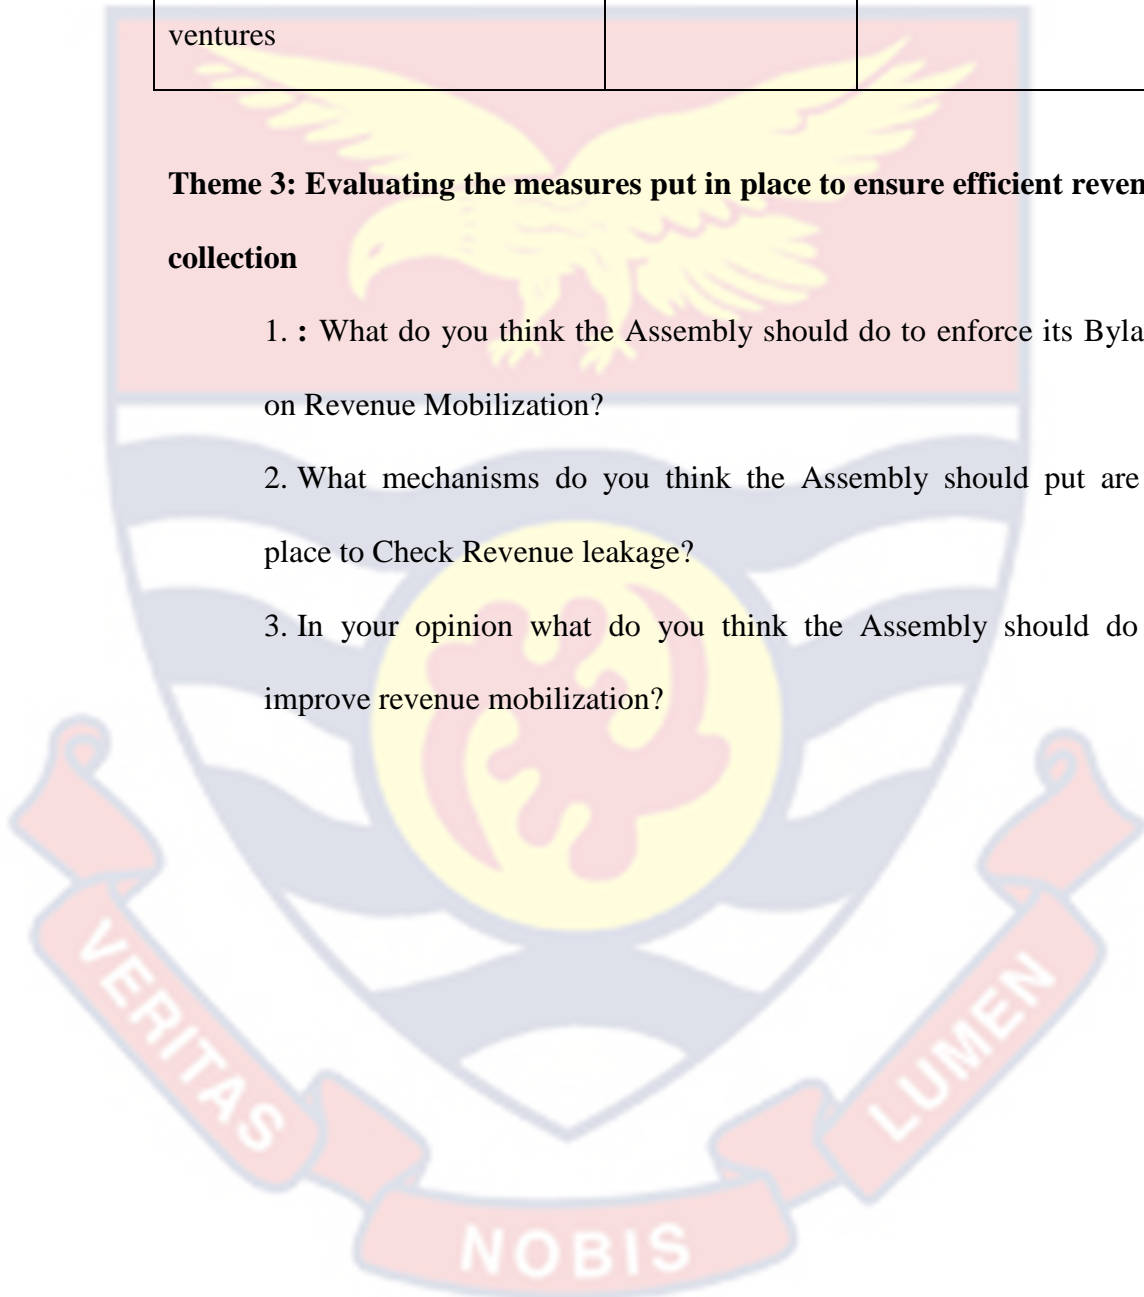 ventures
Theme 3: Evaluating the measures put in place to ensure efficient reven
collection
1. : What do you think the Assembly should do to enforce its Byla
on Revenue Mobilization?
2. What mechanisms do you think the Assembly should put are
place to Check Revenue leakage?
3. In your opinion what do you think the Assembly should do
improve revenue mobilization?
VERITAS
NOBIS
LUMEN